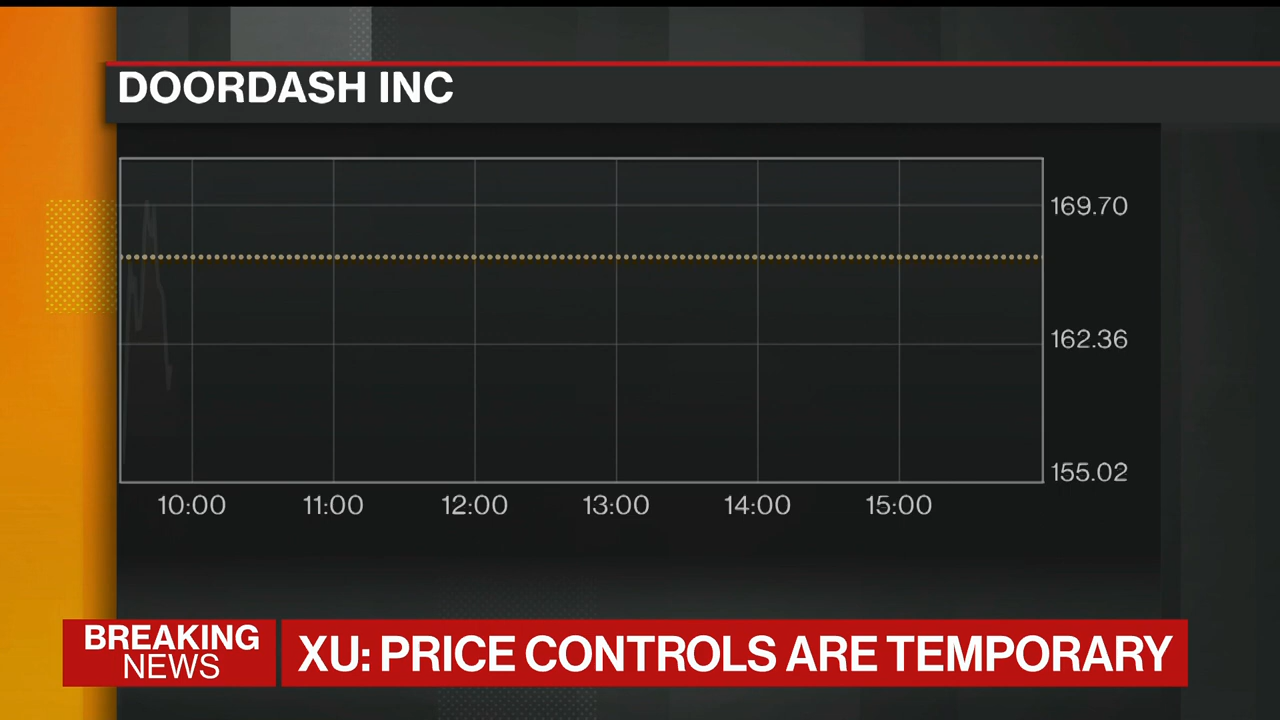 DOORDASH INC
169.70
162.36
155.02
10:00 11:00 12:00 13:00 14:00 15:00
BREAKING
NEWS
XU: PRICE CONTROLS ARE TEMPORARY